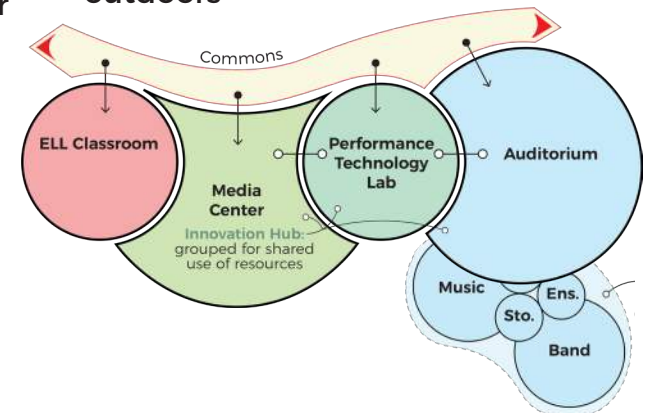 r
outdoors
Commons
ELL Classroom
Performance
Technology
Lab
Auditorium
Media
Center
Innovation Hub:
grouped for shared
use of resources
Music
Ens.
Sto.
Band